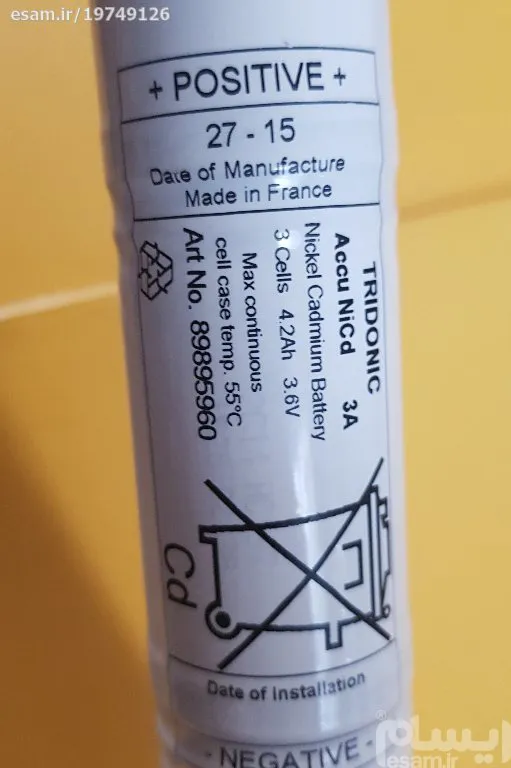 esam.ir / 19749126
+ POSITIVE +
27 - 15
Date of Manufacture
Made in France
TRIDONIC
Accu NiCd 3A
Nickel Cadmium Battery
3 Cells 4.2Ah 3.6V
Max continuous
cell case temp. 55°C
Art No. 89895960
Cd
Date of Installation
- NEGATIVE -
ایسام®
esam.ir